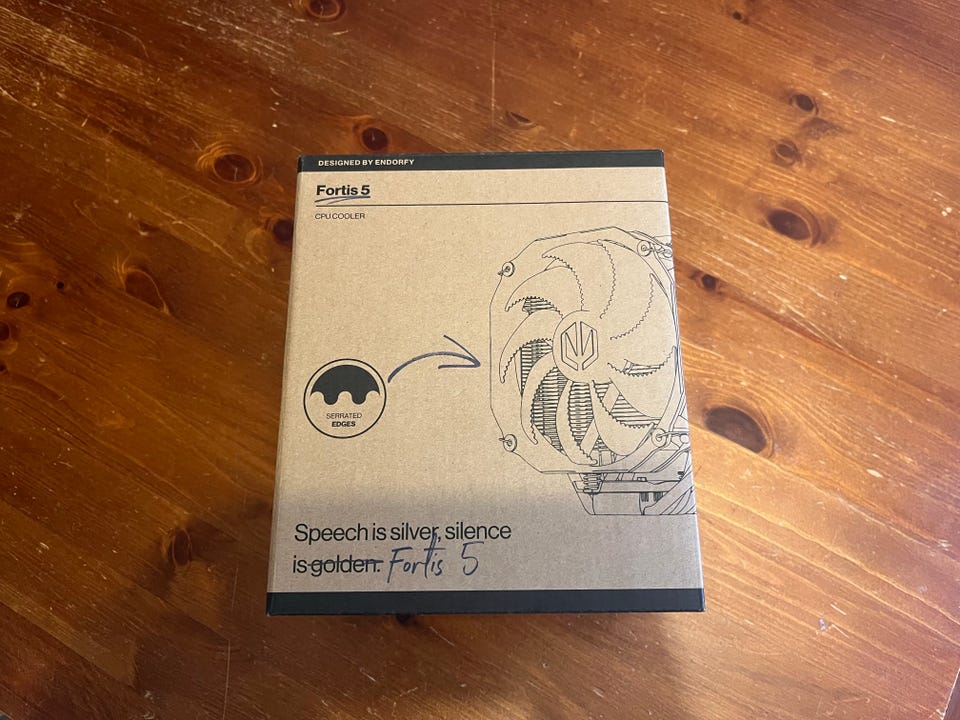 DESIGNED BY ENDORFY
Fortis 5
CPU COOLER
SERRATED
EDGES
Speech is silver, silence
is golden. Fortis 5